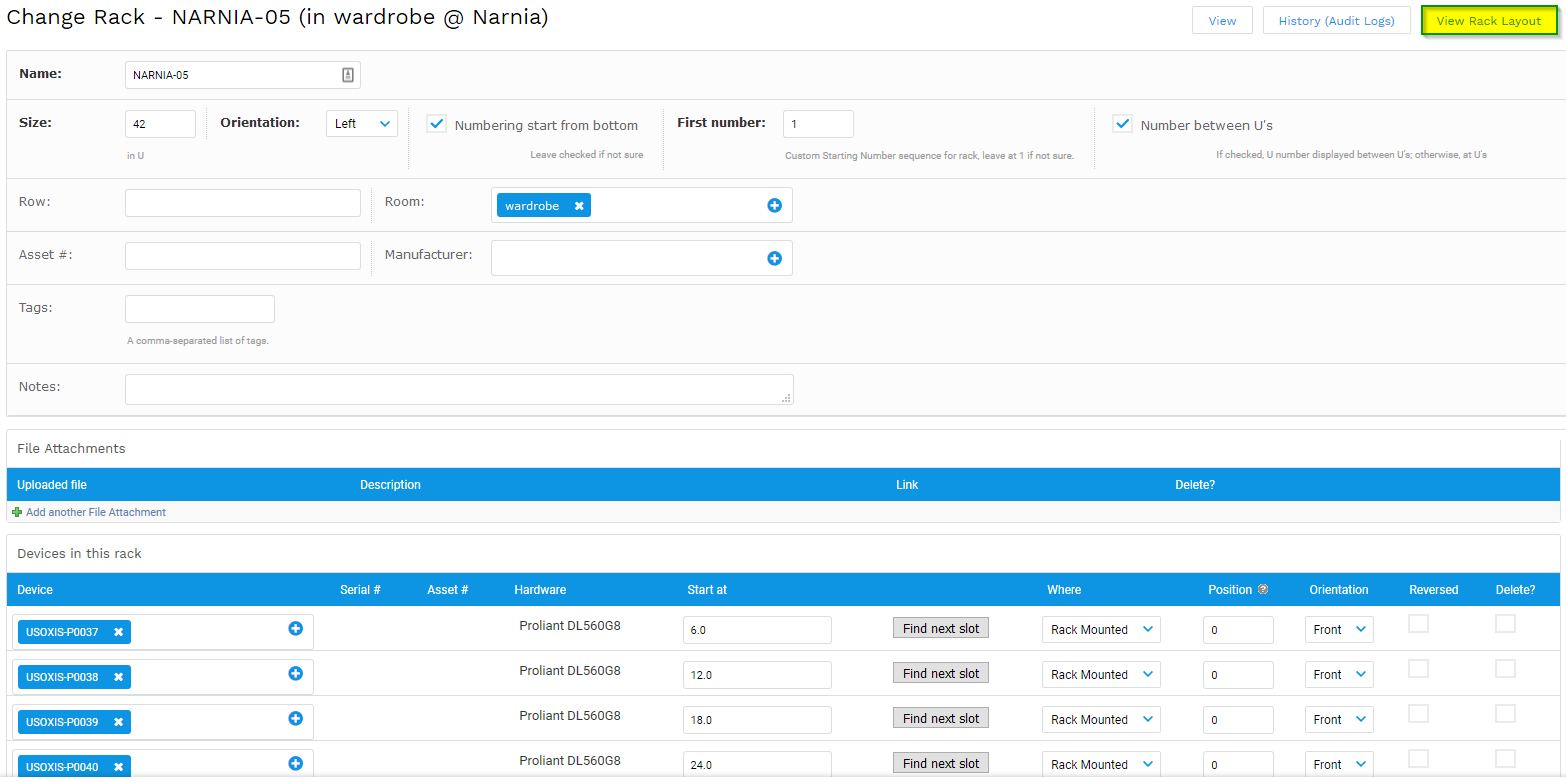 Change Rack - NARNIA-05 (in wardrobe @ Narnia)
View History (Audit Logs) View Rack Layout
Name: NARNIA-05
Size: 42 Orientation: Left Numbering start from bottom First number: 1 Number between U's
in U Leave checked if not sure Custom Starting Number sequence for rack, leave at 1 if not sure. If checked, U number displayed between U's; otherwise, at U's
Row: Room: wardrobe
Asset #: Manufacturer:
Tags:
A comma-separated list of tags.
Notes:
File Attachments
Uploaded file Description Link Delete?
Add another File Attachment
Devices in this rack
Device Serial # Asset # Hardware Start at Where Position Orientation Reversed Delete?
USOXIS-P0037 Proliant DL560G8 6.0 Find next slot Rack Mounted 0 Front
USOXIS-P0038 Proliant DL560G8 12.0 Find next slot Rack Mounted 0 Front
USOXIS-P0039 Proliant DL560G8 18.0 Find next slot Rack Mounted 0 Front
USOXIS-P0040 Proliant DL560G8 24.0 Find next slot Rack Mounted 0 Front